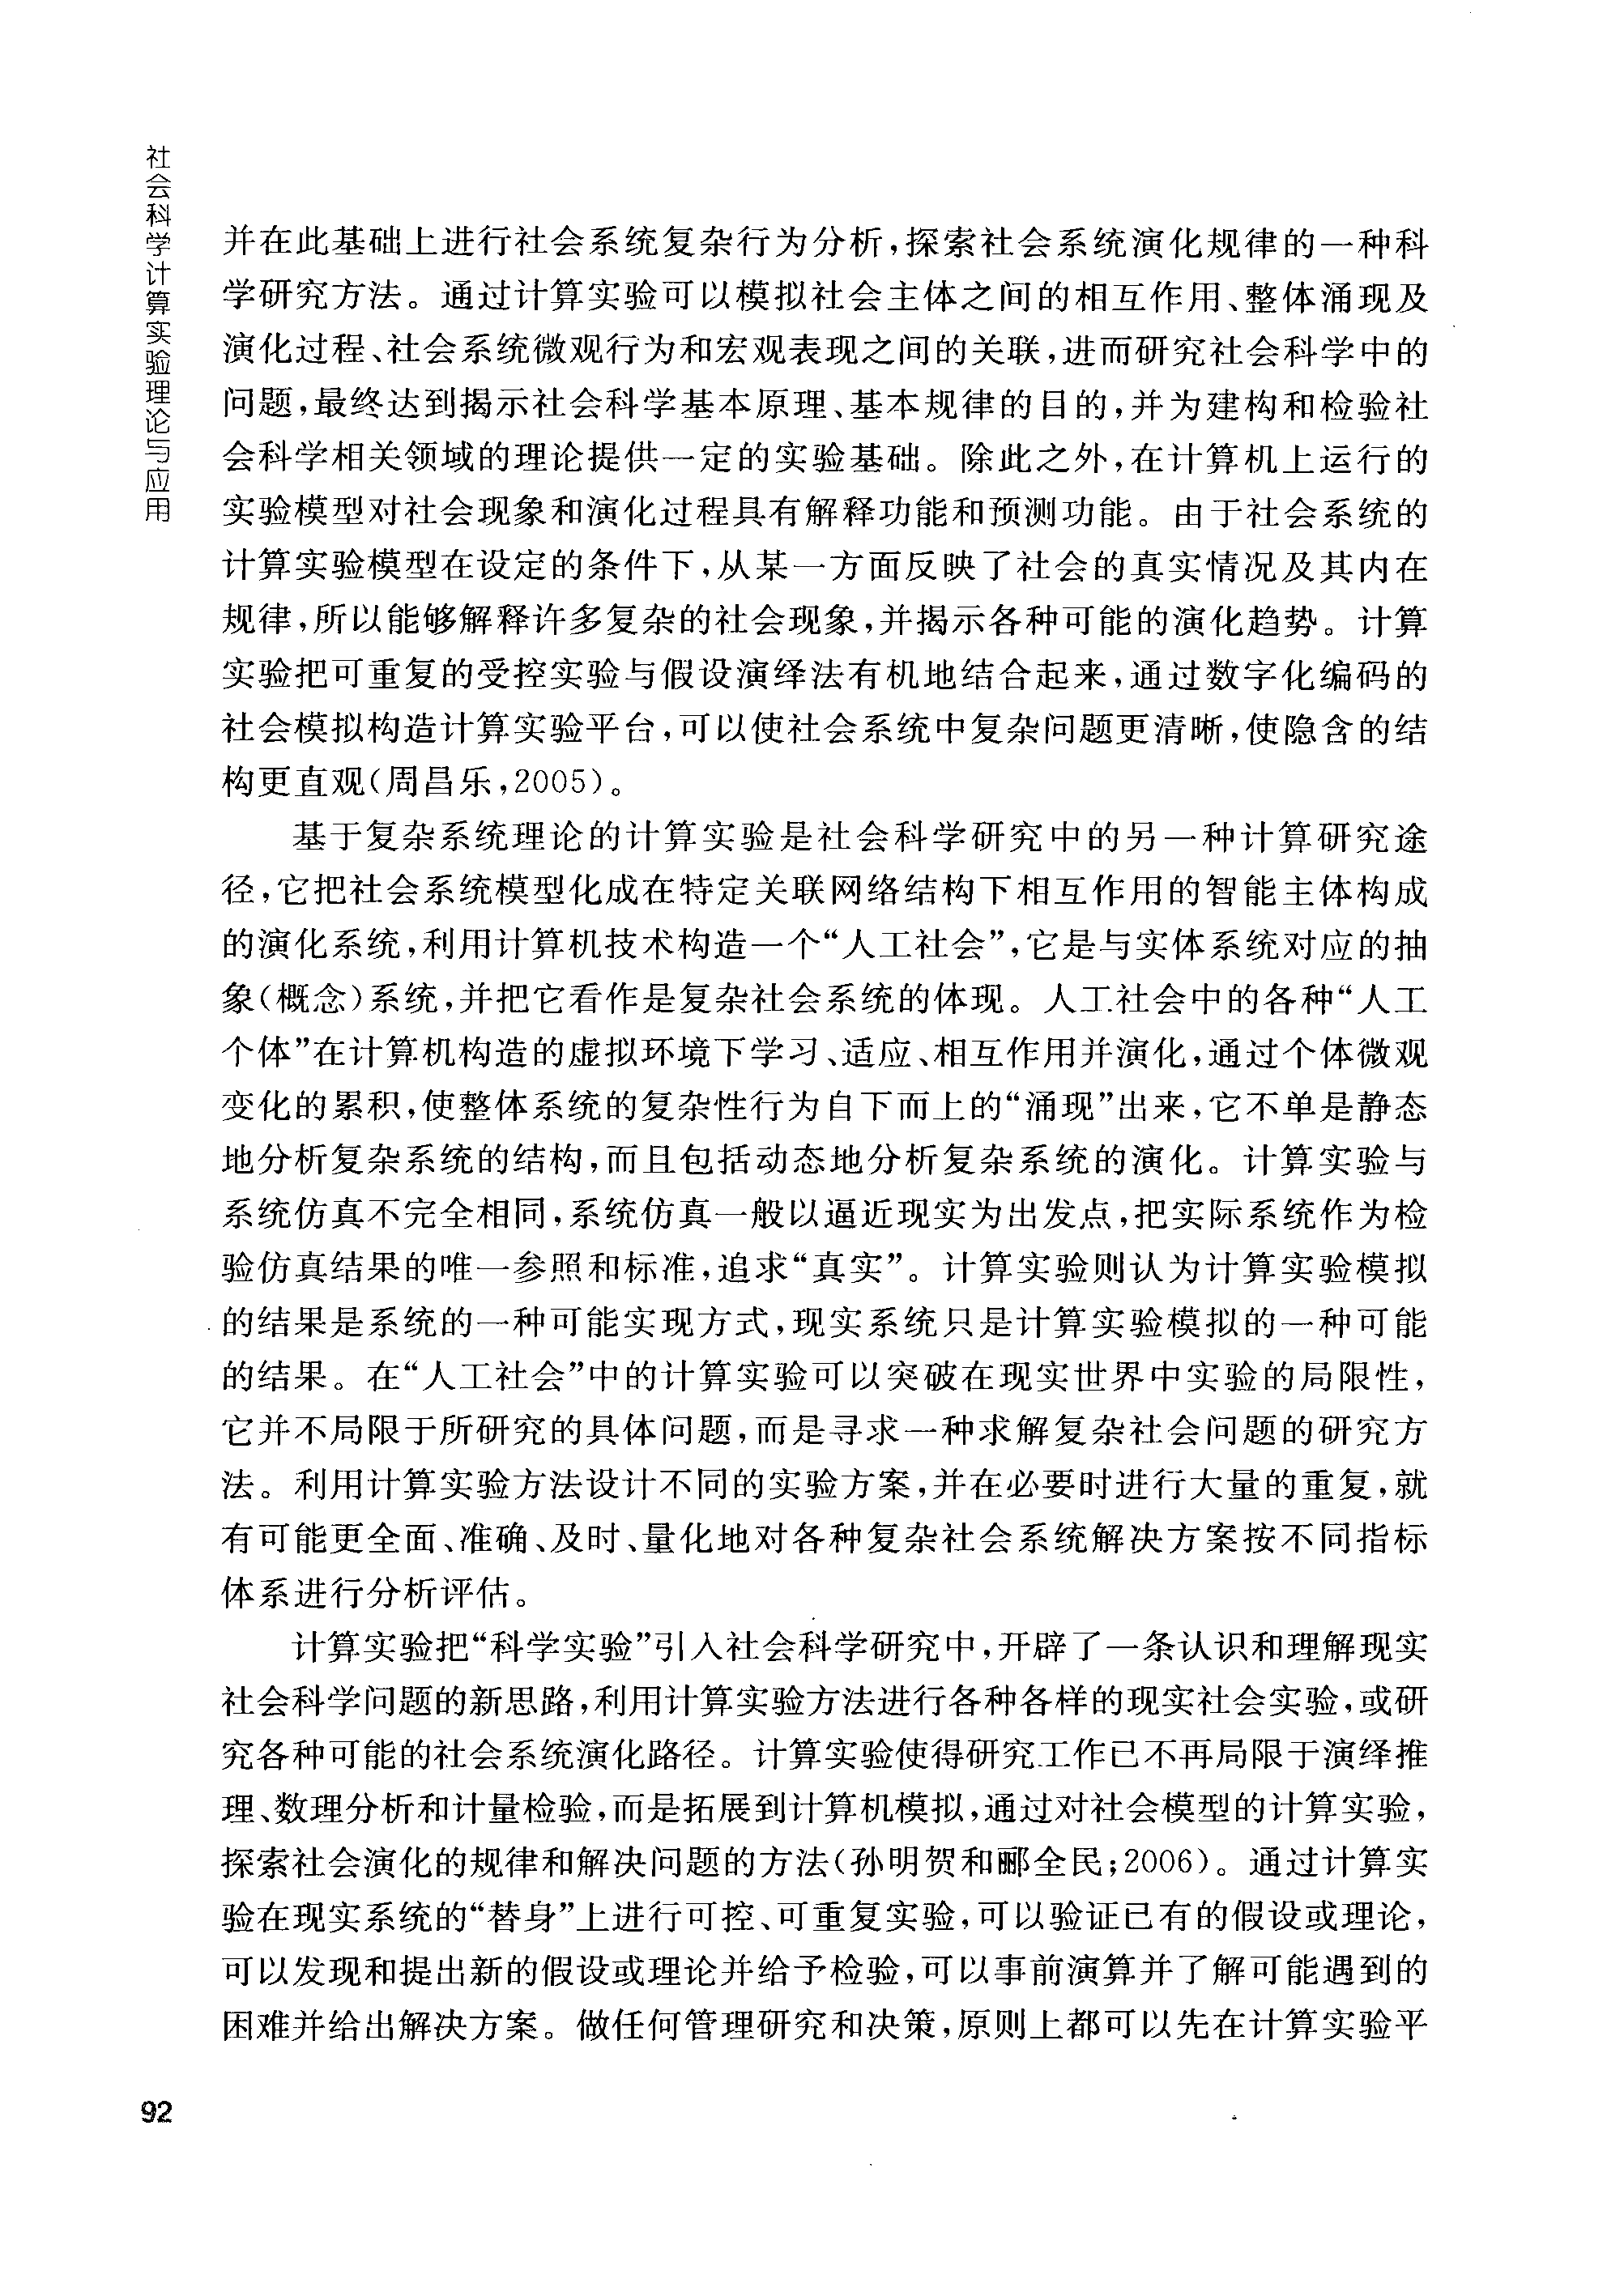 社会科学计算实验理论与应用
并在此基础上进行社会系统复杂行为分析,探索社会系统演化规律的一种科
学研究方法。通过计算实验可以模拟社会主体之间的相互作用、整体涌现及
演化过程、社会系统微观行为和宏观表现之间的关联,进而研究社会科学中的
问题,最终达到揭示社会科学基本原理、基本规律的目的,并为建构和检验社
会科学相关领域的理论提供一定的实验基础。除此之外,在计算机上运行的
实验模型对社会现象和演化过程具有解释功能和预测功能。由于社会系统的
计算实验模型在设定的条件下,从某一方面反映了社会的真实情况及其内在
规律,所以能够解释许多复杂的社会现象,并揭示各种可能的演化趋势。计算
实验把可重复的受控实验与假设演绎法有机地结合起来,通过数字化编码的
社会模拟构造计算实验平台,可以使社会系统中复杂问题更清晰,使隐含的结
构更直观(周昌乐,2005)。
基于复杂系统理论的计算实验是社会科学研究中的另一种计算研究途
径,它把社会系统模型化成在特定关联网络结构下相互作用的智能主体构成
的演化系统,利用计算机技术构造一个“人工社会”,它是与实体系统对应的抽
象(概念)系统,并把它看作是复杂社会系统的体现。人工社会中的各种“人工
个体”在计算机构造的虚拟环境下学习、适应、相互作用并演化,通过个体微观
变化的累积,使整体系统的复杂性行为自下而上的“涌现”出来,它不单是静态
地分析复杂系统的结构,而且包括动态地分析复杂系统的演化。计算实验与
系统仿真不完全相同,系统仿真一般以逼近现实为出发点,把实际系统作为检
验仿真结果的唯一参照和标准,追求“真实”。计算实验则认为计算实验模拟
的结果是系统的一种可能实现方式,现实系统只是计算实验模拟的一种可能
的结果。在“人工社会”中的计算实验可以突破在现实世界中实验的局限性,
它并不局限于所研究的具体问题,而是寻求一种求解复杂社会问题的研究方
法。利用计算实验方法设计不同的实验方案,并在必要时进行大量的重复,就
有可能更全面、准确、及时、量化地对各种复杂社会系统解决方案按不同指标
体系进行分析评估。
计算实验把“科学实验”引入社会科学研究中,开辟了一条认识和理解现实
社会科学问题的新思路,利用计算实验方法进行各种各样的现实社会实验,或研
究各种可能的社会系统演化路径。计算实验使得研究工作已不再局限于演绎推
理、数理分析和计量检验,而是拓展到计算机模拟,通过对社会模型的计算实验,
探索社会演化的规律和解决问题的方法(孙明贺和郦全民;2006)。通过计算实
验在现实系统的“替身”上进行可控、可重复实验,可以验证已有的假设或理论,
可以发现和提出新的假设或理论并给予检验,可以事前演算并了解可能遇到的
困难并给出解决方案。做任何管理研究和决策,原则上都可以先在计算实验平
92